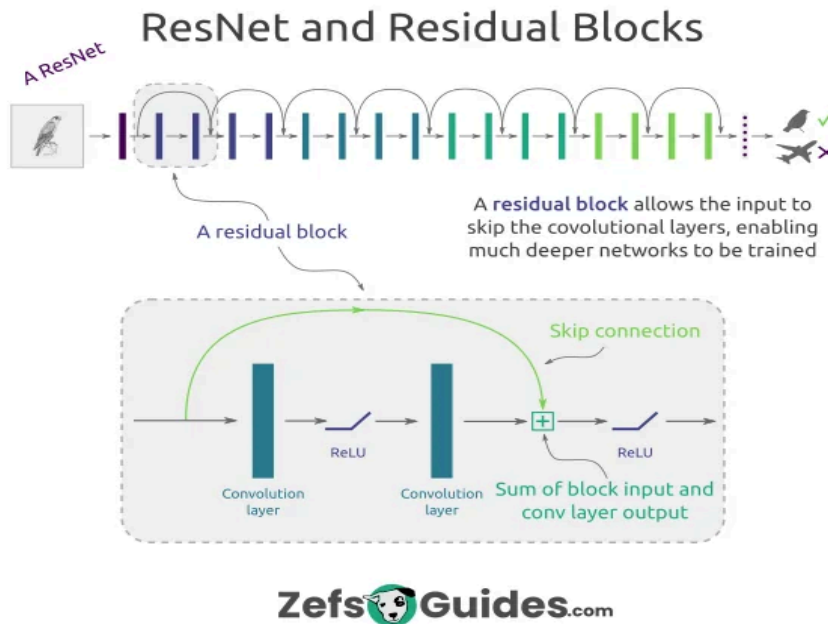 ResNet and Residual Blocks
A ResNet
A residual block
A residual block allows the input to
skip the covolutional layers, enabling
much deeper networks to be trained
Skip connection
ReLU
ReLU
Convolution
layer
Convolution
layer
Sum of block input and
conv layer output
ZefsGuides.com